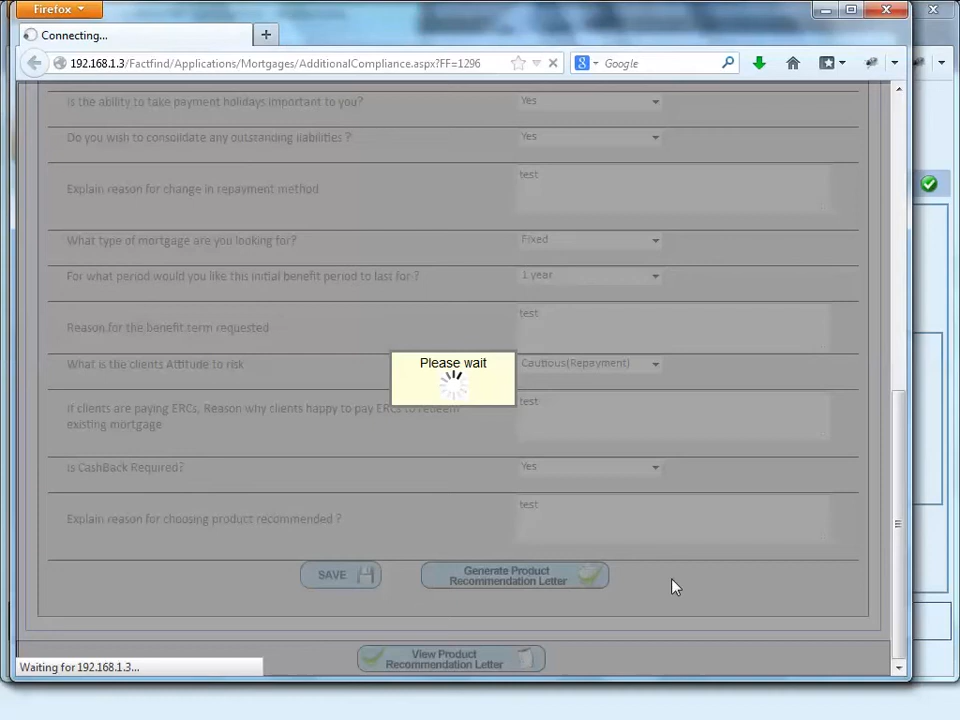 Firefox
Connecting...
192.168.1.3/Factfind/Applications/Mortgages/AdditionalCompliance.aspx?FF=1296
Google
Is the ability to take payment holidays important to you? Yes
Do you wish to consolidate any outstanding liabilities ? Yes
Explain reason for change in repayment method test
What type of mortgage are you looking for? Fixed
For what period would you like this initial benefit period to last for ? 1 year
Reason for the benefit term requested test
Please wait
What is the clients Attitude to risk Cautious(Repayment)
If clients are paying ERCs, Reason why clients happy to pay ERCs to redeem test
existing mortgage
Is CashBack Required? Yes
Explain reason for choosing product recommended ? test
SAVE
Generate Product
Recommendation Letter
View Product
Recommendation Letter
Waiting for 192.168.1.3...